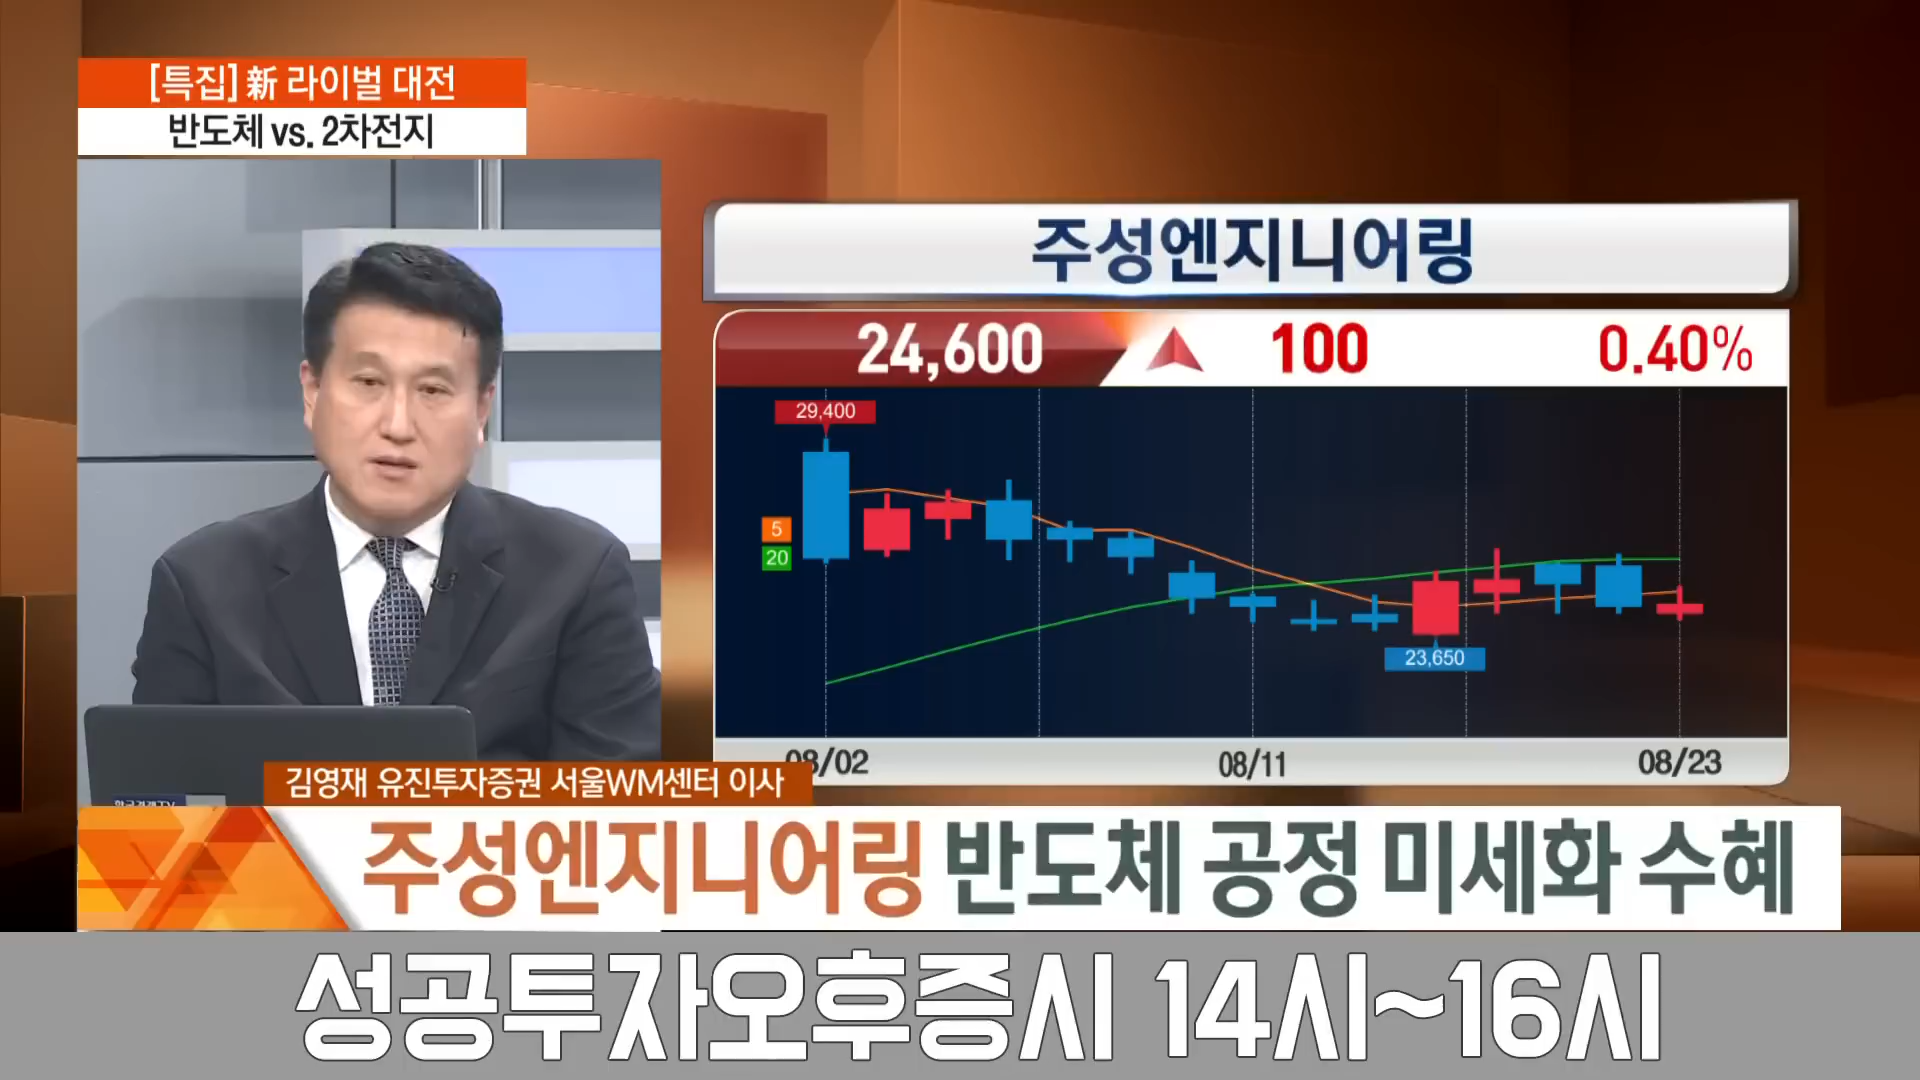 [특집] 新 라이벌 대전
반도체 vs. 2차전지
주성엔지니어링
24,600 100 0.40%
29,400
5
20
23,650
08/02 08/11 08/23
김영재 유진투자증권 서울WM센터 이사
주성엔지니어링 반도체 공정 미세화 수혜
성공투자오후증시 14시~16시